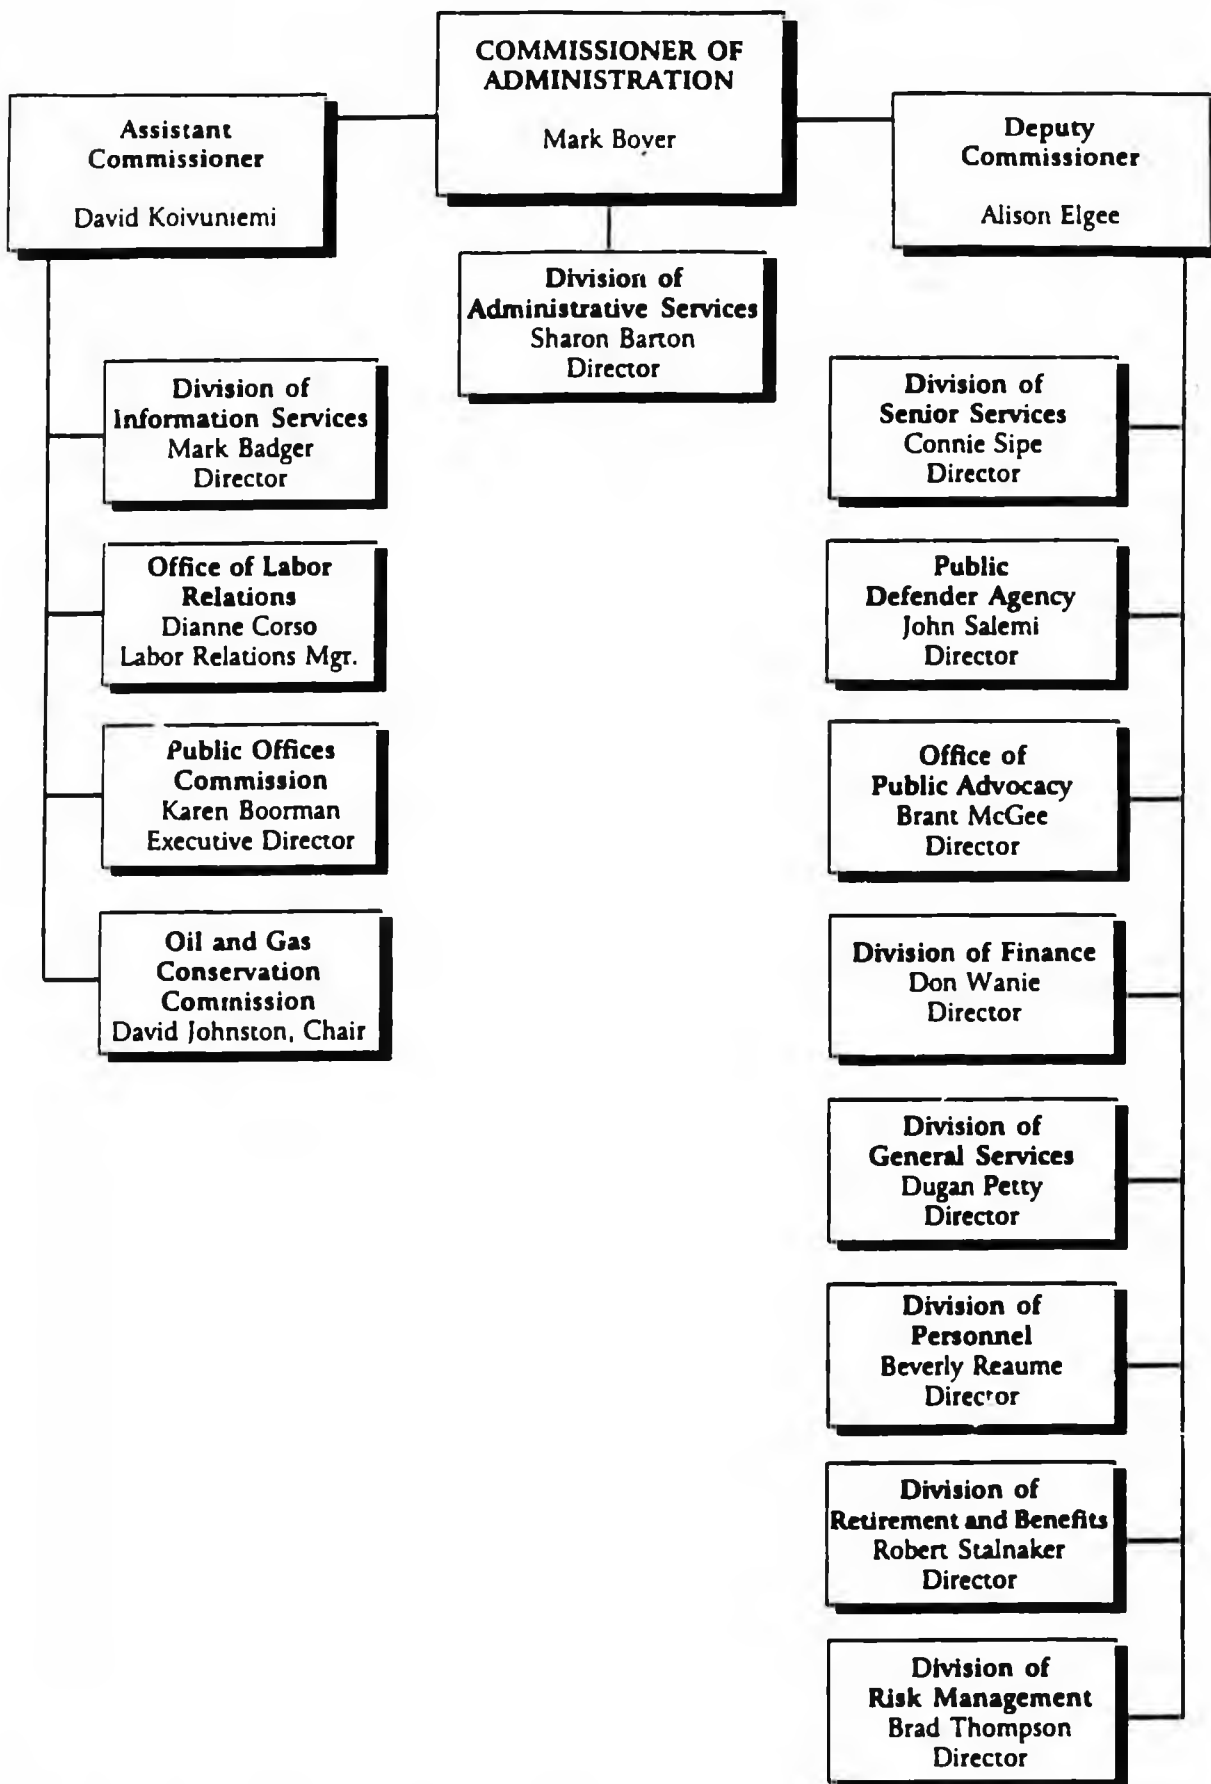 COMMISSIONER OF
ADMINISTRATION
Mark Boyer
Assistant
Commissioner
David Koivuniemi
Deputy
Commissioner
Alison Elgee
Division of
Administrative Services
Sharon Barton
Director
Division of
Information Services
Mark Badger
Director
Office of Labor
Relations
Dianne Corso
Labor Relations Mgr.
Public Offices
Commission
Karen Boorman
Executive Director
Oil and Gas
Conservation
Commission
David Johnston, Chair
Division of
Senior Services
Connie Sipe
Director
Public
Defender Agency
John Salemi
Director
Office of
Public Advocacy
Brant McGee
Director
Division of Finance
Don Wanie
Director
Division of
General Services
Dugan Petty
Director
Division of
Personnel
Beverly Reaume
Director
Division of
Retirement and Benefits
Robert Stalnaker
Director
Division of
Risk Management
Brad Thompson
Director